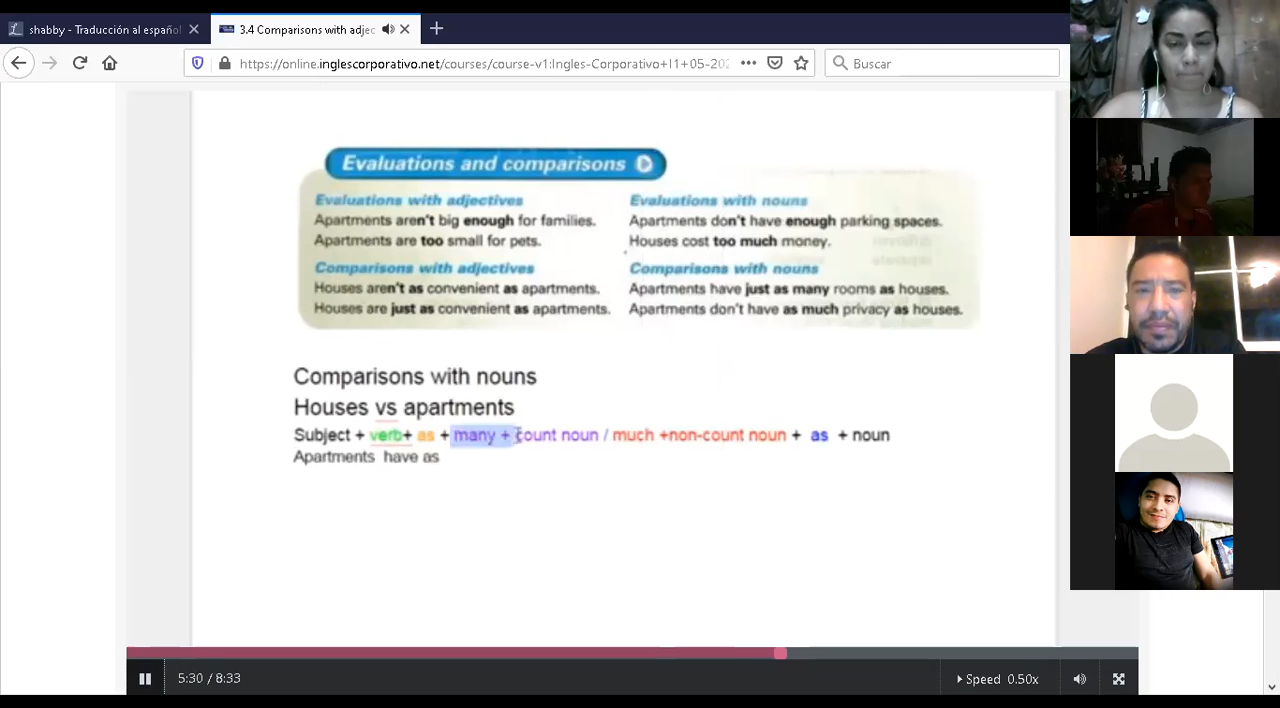 shabby - Traducción al español
3.4 Comparisons with adjec
https://online.inglescorporativo.net/courses/course-v1:Ingles-Corporativo+I1+05-202
Buscar
Evaluations and comparisons
Evaluations with adjectives
Apartments aren't big enough for families.
Apartments are too small for pets.
Comparisons with adjectives
Houses aren't as convenient as apartments.
Houses are just as convenient as apartments.
Evaluations with nouns
Apartments don't have enough parking spaces.
Houses cost too much money.
Comparisons with nouns
Apartments have just as many rooms as houses.
Apartments don't have as much privacy as houses.
Comparisons with nouns
Houses vs apartments
Subject + verb+ as + many + count noun / much +non-count noun + as + noun
Apartments have as
5:30 / 8:33
Speed 0.50x